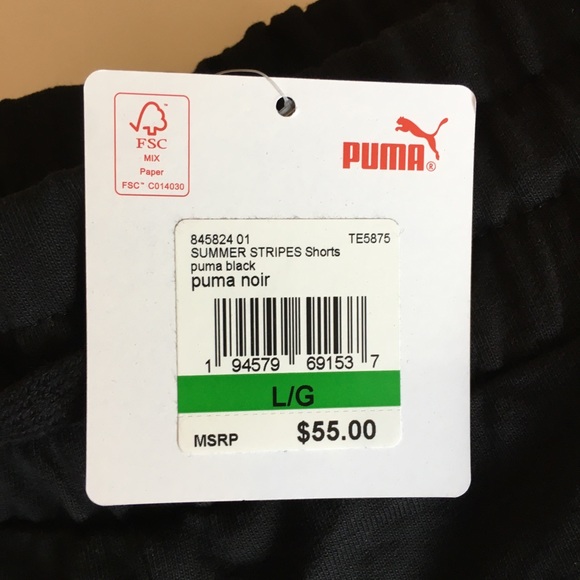 FSC
MIX
Paper
FSC™ C014030
PUMA®
845824 01 TE5875
SUMMER STRIPES Shorts
puma black
puma noir
1 94579 69153 7
L/G
MSRP $55.00